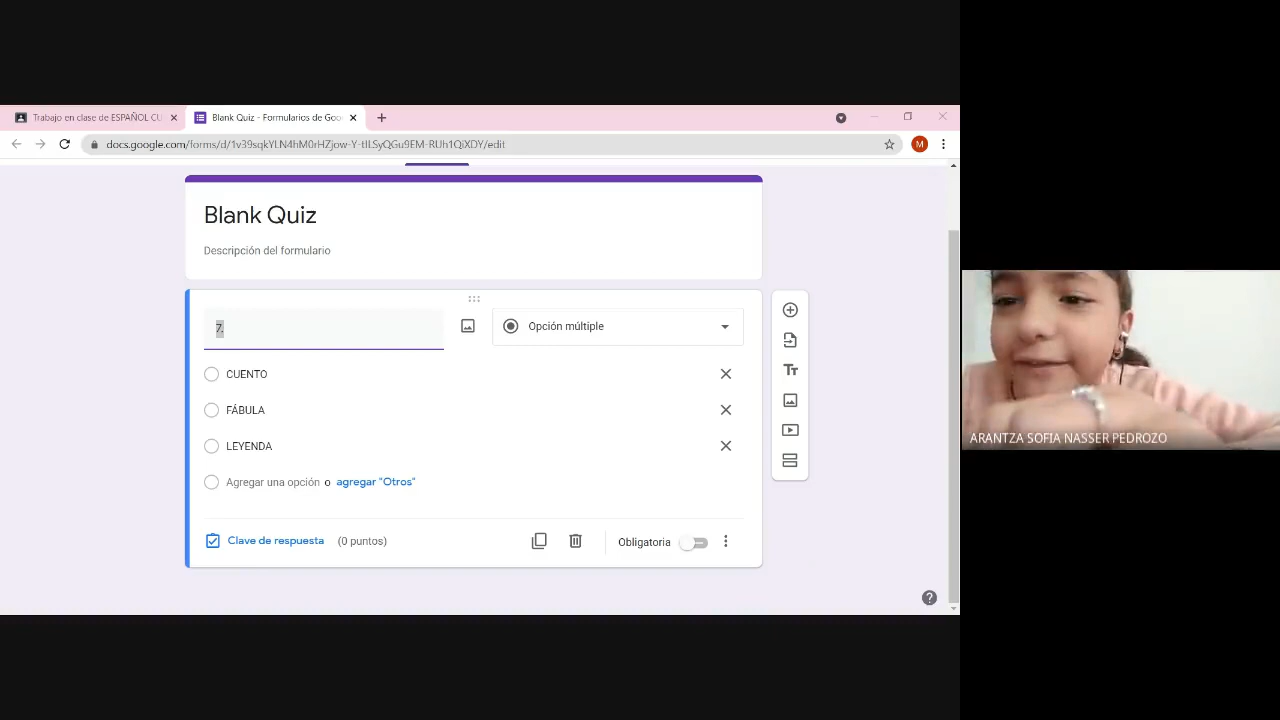 Trabajo en clase de ESPAÑOL CU
Blank Quiz - Formularios de Goo
docs.google.com/forms/d/1v39sqkYLN4hM0rHZjow-Y-tlLSyQGu9EM-RUh1QiXDY/edit
M
Blank Quiz
Descripción del formulario
7.
Opción múltiple
CUENTO
FÁBULA
LEYENDA
Agregar una opción o agregar "Otros"
Clave de respuesta (0 puntos)
Obligatoria
ARANTZA SOFIA NASSER PEDROZO